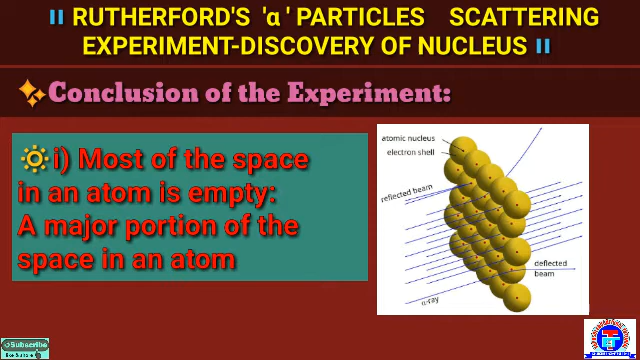 " RUTHERFORD'S 'α' PARTICLES SCATTERING
EXPERIMENT-DISCOVERY OF NUCLEUS "
Conclusion of the Experiment:
i) Most of the space
in an atom is empty:
A major portion of the
space in an atom
atomic nucleus
electron shell
reflected beam
deflected
beam
α-ray
Subscribe